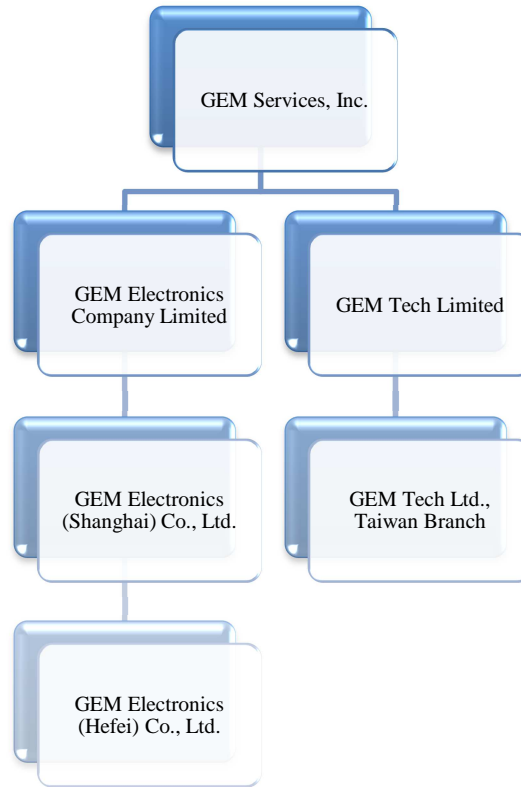 GEM Services, Inc.
GEM Electronics
Company Limited
GEM Tech Limited
GEM Electronics
(Shanghai) Co., Ltd.
GEM Tech Ltd.,
Taiwan Branch
GEM Electronics
(Hefei) Co., Ltd.